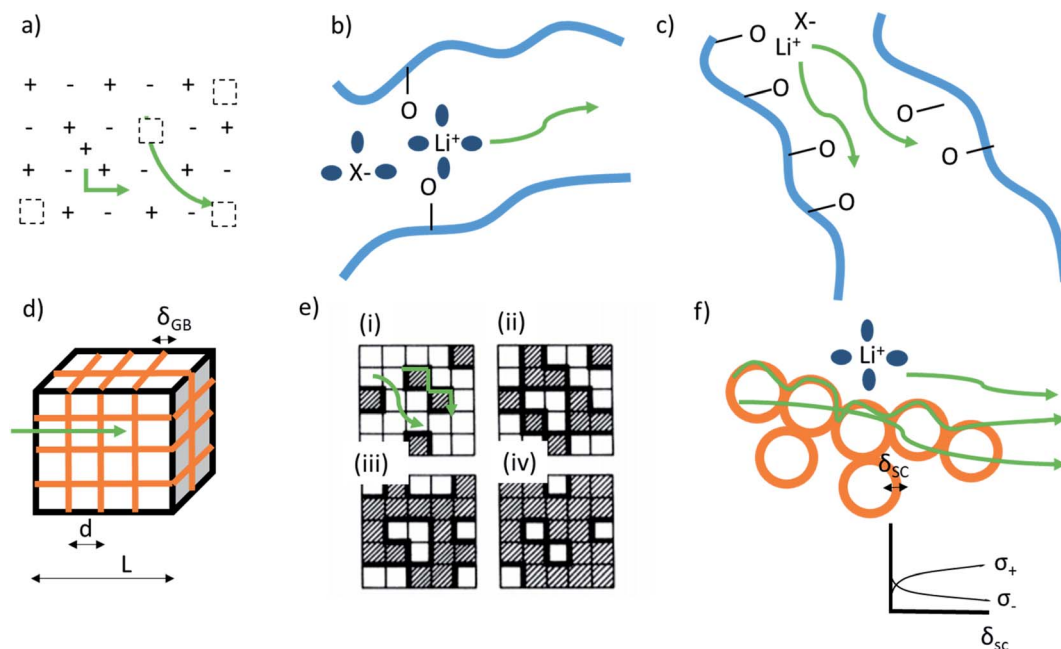 a)
+ - + - +
- + - - +
+
+ - + - + -
+ - + -
b)
O
Li+
X-
O
c)
O
X-
Li+
O
O
O
O
O
d)
δGB
d
L
e)
(i)
(ii)
(iii)
(iv)
f)
Li+
δSC
σ+
σ-
δsc